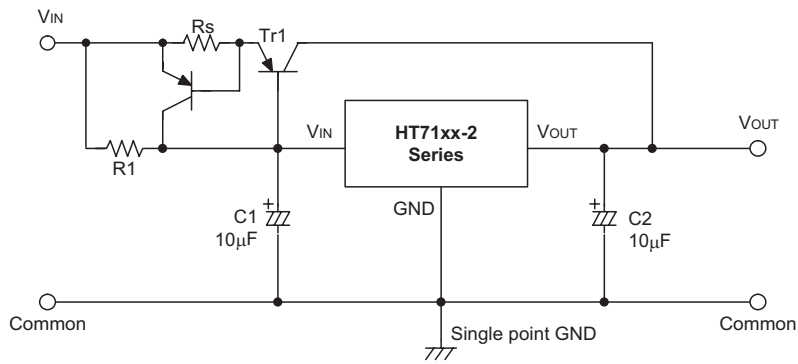 VIN
Rs
Tr1
VIN
HT71xx-2
Series
VOUT
VOUT
R1
GND
C1
10μF
C2
10μF
Common
Single point GND
Common